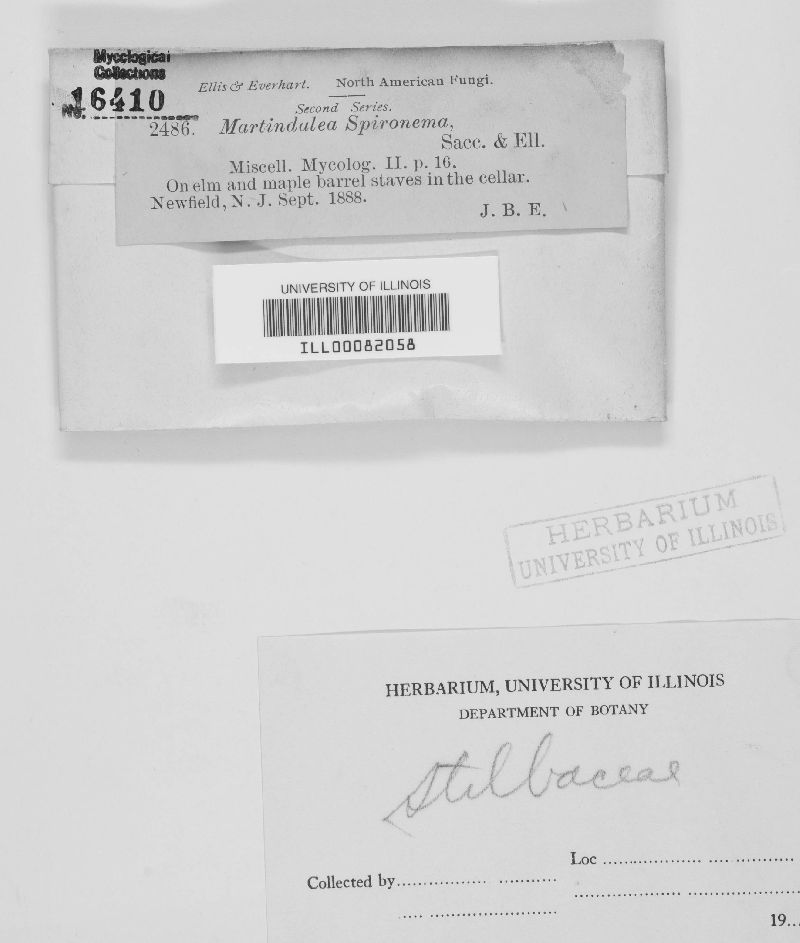 Mycological
Collections
No. 16410
Ellis & Everhart. North American Fungi.
Second Series.
2486. Martindulea Spironema,
Sacc. & Ell.
Miscell. Mycolog. II. p. 16.
On elm and maple barrel staves in the cellar.
Newfield, N. J. Sept. 1888.
J. B. E.
UNIVERSITY OF ILLINOIS
ILL00082058
HERBARIUM
UNIVERSITY OF ILLINOIS
HERBARIUM, UNIVERSITY OF ILLINOIS
DEPARTMENT OF BOTANY
Stilbaceae
Loc
Collected by
19